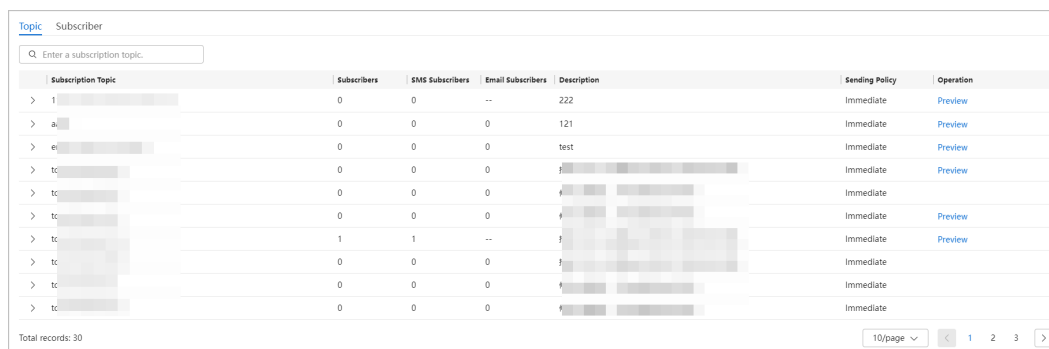 Topic Subscriber
Enter a subscription topic.
Subscription Topic Subscribers SMS Subscribers Email Subscribers Description Sending Policy Operation
1 0 0 -- 222 Immediate Preview
0 0 0 121 Immediate Preview
0 0 0 test Immediate Preview
0 0 0 Immediate Preview
0 0 0 Immediate
0 0 0 Immediate Preview
1 1 -- Immediate Preview
0 0 0 Immediate
0 0 0 Immediate
0 0 0 Immediate
Total records: 30 10/page 1 2 3